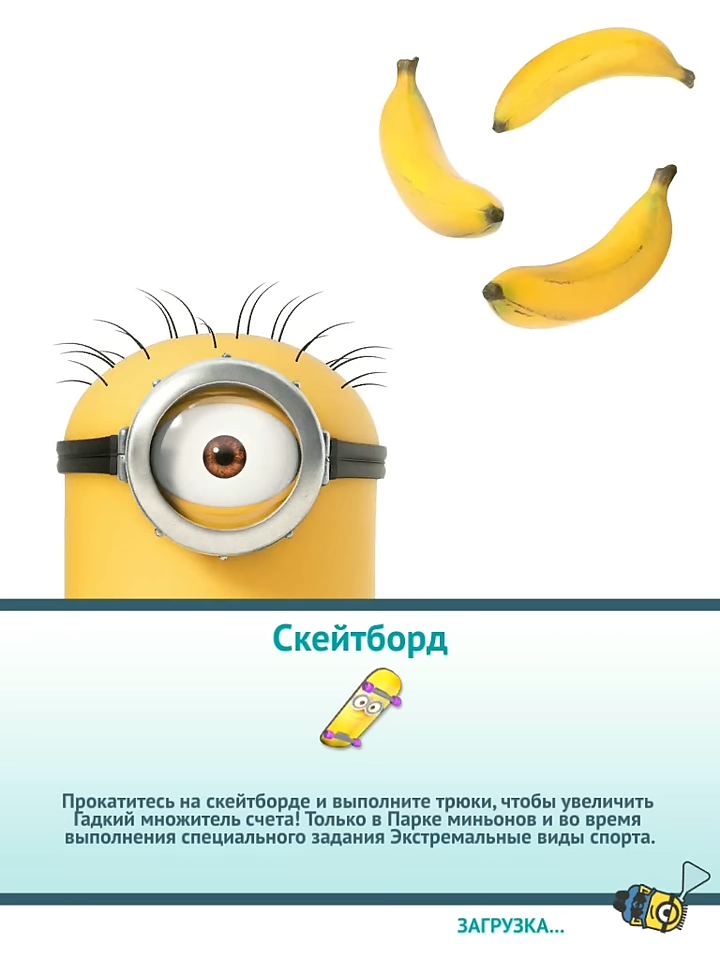 Скейтборд
Прокатитесь на скейтборде и выполните трюки, чтобы увеличить
Гадкий множитель счета! Только в Парке миньонов и во время
выполнения специального задания Экстремальные виды спорта.
ЗАГРУЗКА...